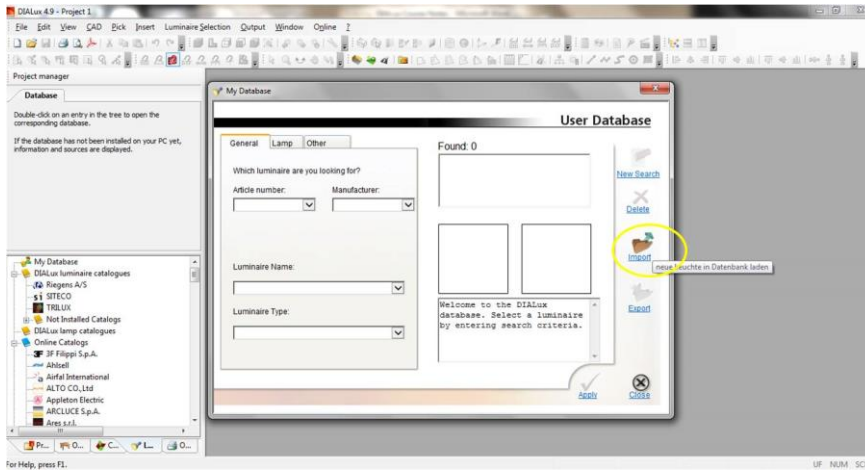 DIALux 4.9 - Project 1
File Edit View CAD Pick Insert Luminaire Selection Output Window Online ?
Project manager
Database
Double-click on an entry in the tree to open the
corresponding database.
If the database has not been installed on your PC yet,
information and sources are displayed.
My Database
DIALux luminaire catalogues
Riegens A/S
SITECO
TRILUX
Not Installed Catalogs
DIALux lamp catalogues
Online Catalogs
3F Filippi S.p.A.
Ahlsell
Airfal International
ALTO CO.,Ltd
Appleton Electric
ARCLUCE S.p.A.
Ares s.r.l.
Pr... O... C... L... O...
My Database
User Database
General Lamp Other
Which luminaire are you looking for?
Article number: Manufacturer:
Luminaire Name:
Luminaire Type:
Found: 0
Welcome to the DIALux
database. Select a luminaire
by entering search criteria.
New Search
Delete
Import
neue Leuchte in Datenbank laden
Export
Apply
Close
For Help, press F1.
UF NUM SC